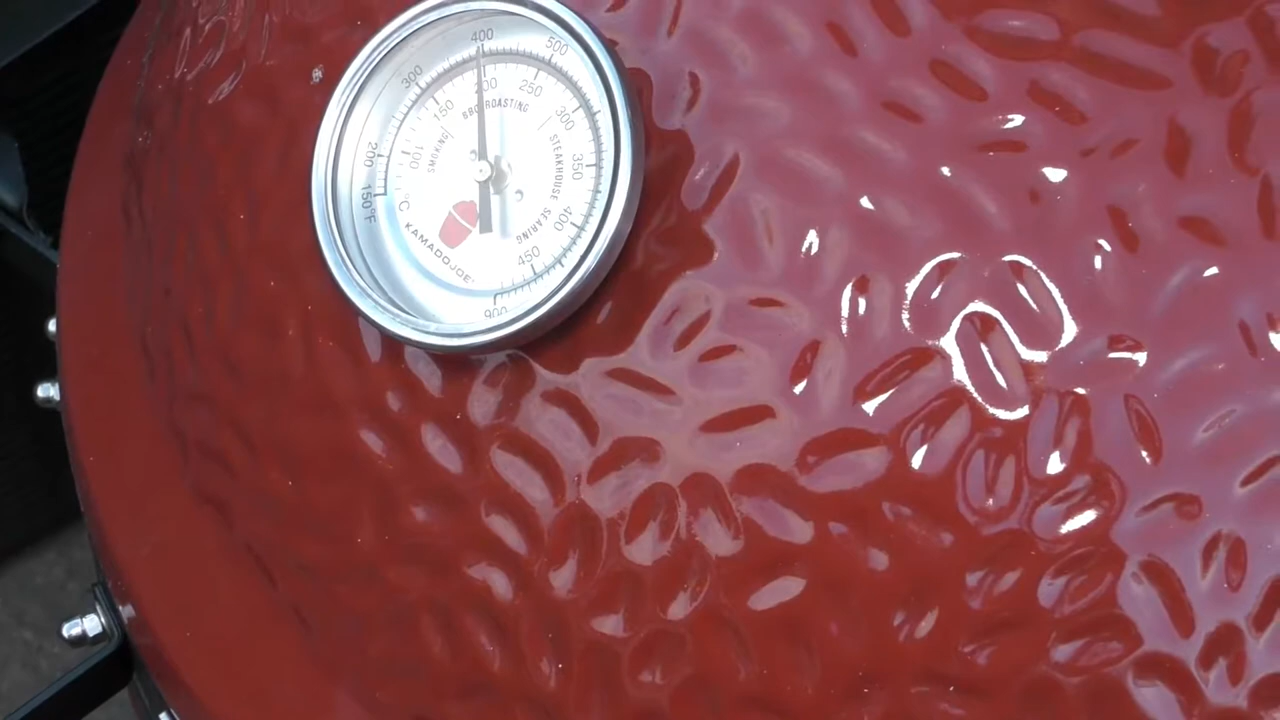 150°F 200 300 400 500
900
°C 100 150 200 250 300 350 400 450
SMOKING
BBQ ROASTING
STEAKHOUSE SEARING
KAMADOJOE